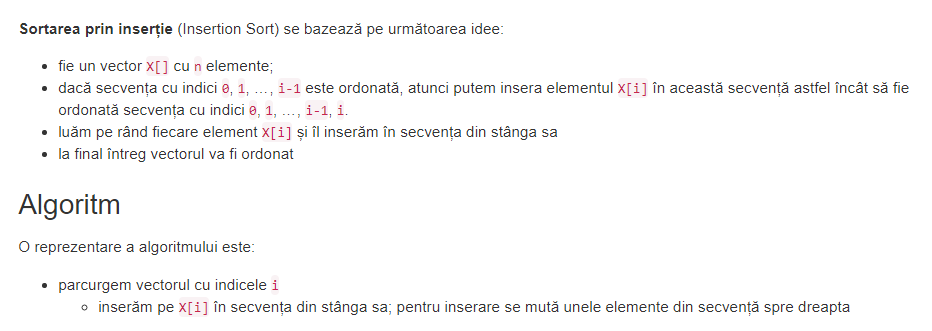 Sortarea prin inserție (Insertion Sort) se bazează pe următoarea idee:
fie un vector X[] cu n elemente;
dacă secvența cu indici 0, 1, …, i-1 este ordonată, atunci putem insera elementul X[i] în această secvență astfel încât să fie
ordonată secvența cu indici 0, 1, …, i-1, i.
luăm pe rând fiecare element X[i] și îl inserăm în secvența din stânga sa
la final întreg vectorul va fi ordonat
Algoritm
O reprezentare a algoritmului este:
parcurgem vectorul cu indicele i
inserăm pe X[i] în secvența din stânga sa; pentru inserare se mută unele elemente din secvență spre dreapta